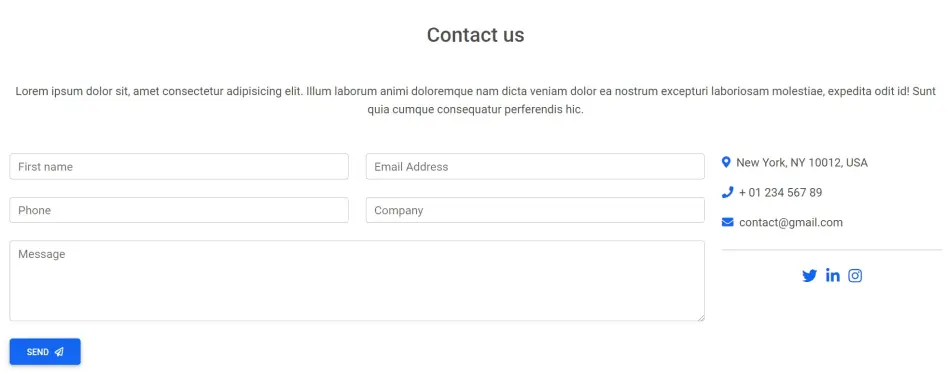 Contact us
Lorem ipsum dolor sit, amet consectetur adipisicing elit. Illum laborum animi doloremque nam dicta veniam dolor ea nostrum excepturi laboriosam molestiae, expedita odit id! Sunt
quia cumque consequatur perferendis hic.
First name
Email Address
New York, NY 10012, USA
Phone
Company
+ 01 234 567 89
contact@gmail.com
Message
SEND